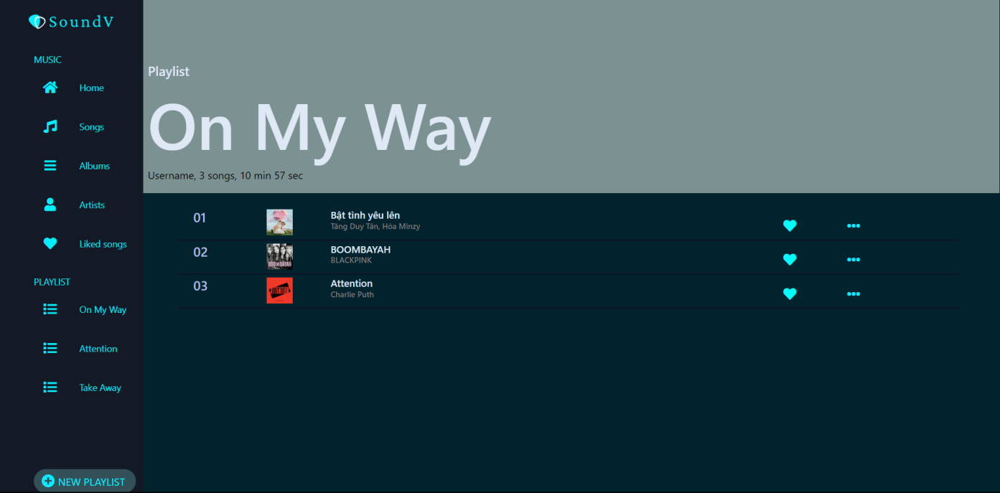 SoundV
MUSIC
Home
Songs
Albums
Artists
Liked songs
PLAYLIST
On My Way
Attention
Take Away
NEW PLAYLIST
Playlist
On My Way
Username, 3 songs, 10 min 57 sec
01
Bật tình yêu lên
Tăng Duy Tân, Hòa Minzy
02
BOOMBAYAH
BOOMBAYAH
BLACKPINK
03
ATTENTION
Attention
Charlie Puth